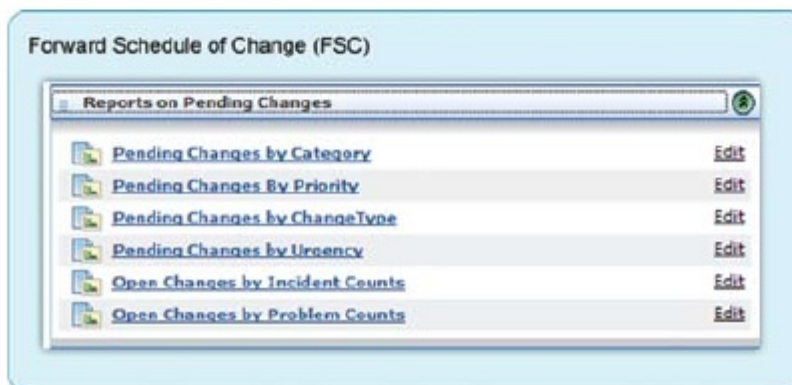 Forward Schedule of Change (FSC)
Reports on Pending Changes
Pending Changes by Category Edit
Pending Changes By Priority Edit
Pending Changes by ChangeType Edit
Pending Changes by Urgency Edit
Open Changes by Incident Counts Edit
Open Changes by Problem Counts Edit